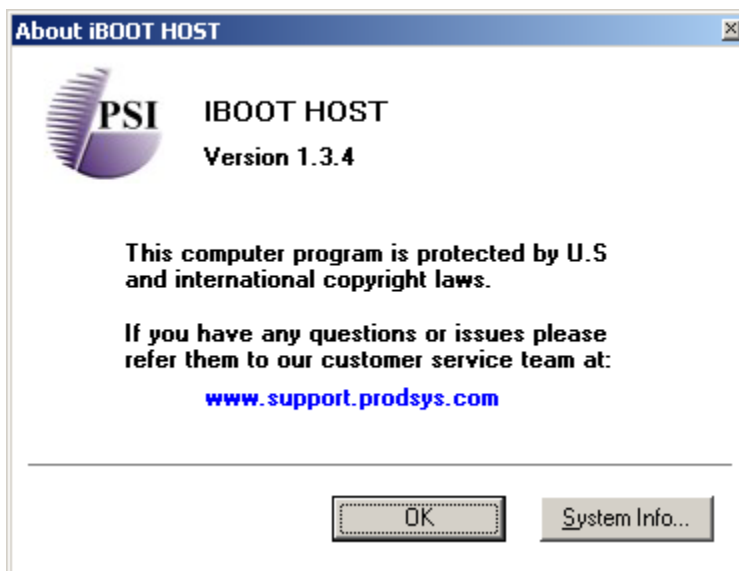 About iBOOT HOST
PSI
IBOOT HOST
Version 1.3.4
This computer program is protected by U.S
and international copyright laws.
If you have any questions or issues please
refer them to our customer service team at:
www.support.prodsys.com
OK
System Info...